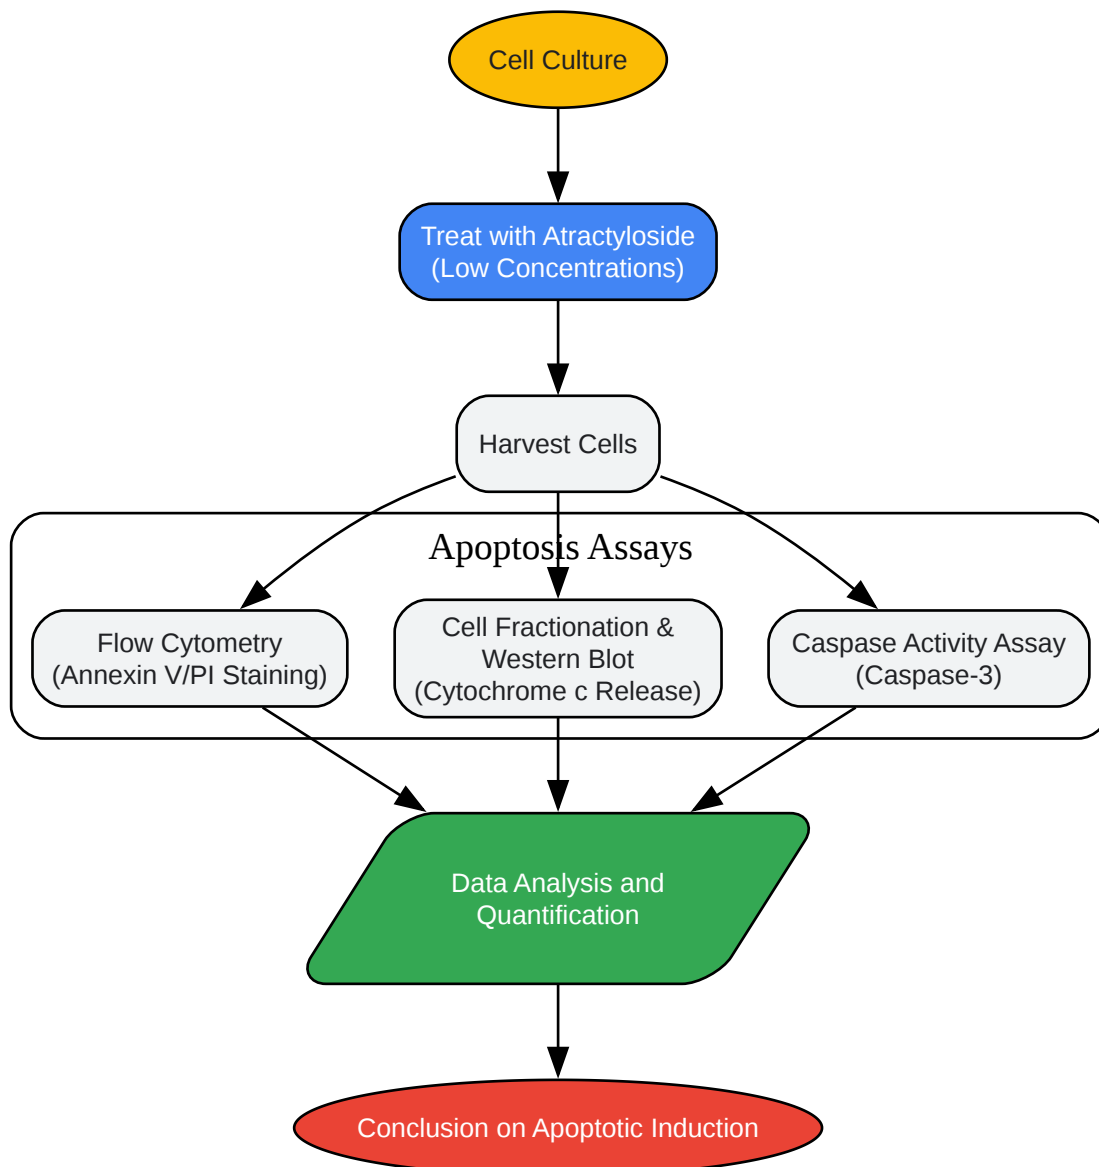 Cell Culture
Treat with Atractyloside
(Low Concentrations)
Harvest Cells
Apoptosis Assays
Flow Cytometry
(Annexin V/PI Staining)
Cell Fractionation &
Western Blot
(Cytochrome c Release)
Caspase Activity Assay
(Caspase-3)
Data Analysis and
Quantification
Conclusion on Apoptotic Induction